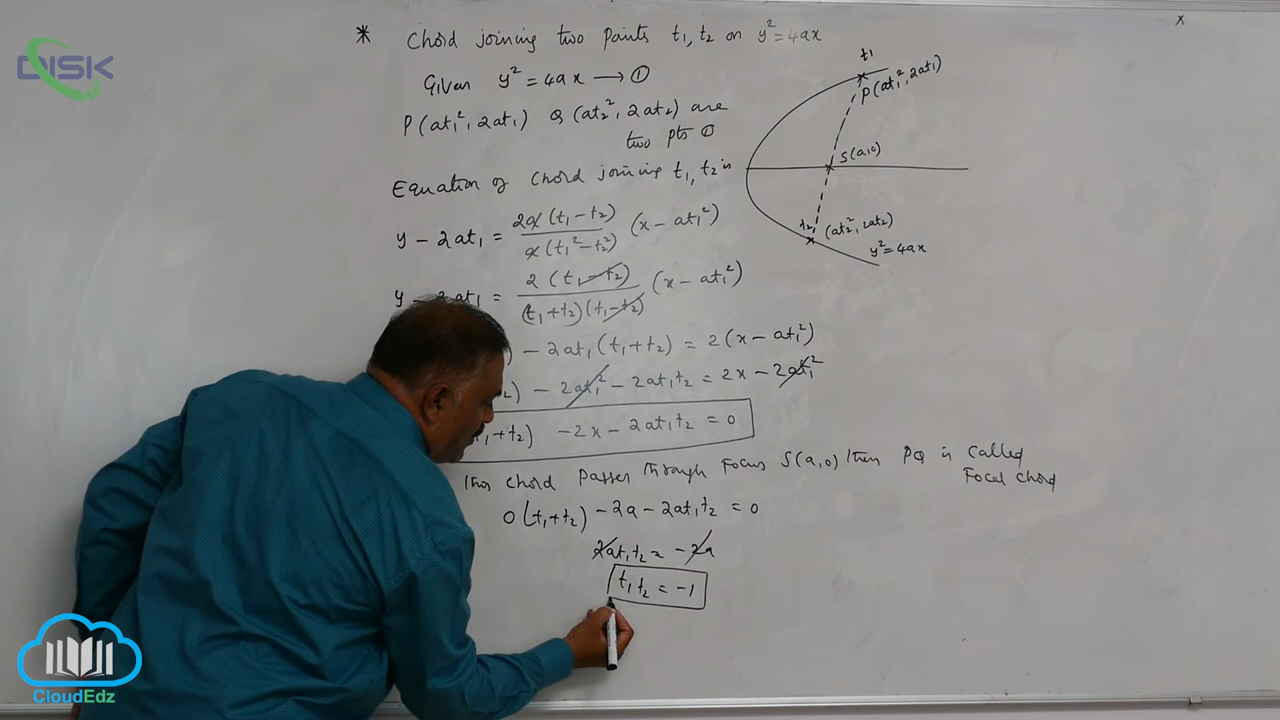 DISK
* Chord joining two Points t₁, t₂ on y² = 4ax
Given y² = 4ax → ①
P(at₁², 2at₁) Q(at₂², 2at₂) are
two pts ①
Equation of chord joining t₁, t₂ is
y - 2at₁ = 2a(t₁ - t₂) / a(t₁² - t₂²) (x - at₁²)
y - 2at₁ = 2(t₁ - t₂) / (t₁ + t₂)(t₁ - t₂) (x - at₁²)
) - 2at₁(t₁ + t₂) = 2(x - at₁²)
t₂) - 2at₁² - 2at₁t₂ = 2x - 2at₁²
t₁ + t₂) - 2x - 2at₁t₂ = 0
this chord Passes through Focus S(a,0) then PQ is called
Focal chord
0(t₁ + t₂) - 2a - 2at₁t₂ = 0
2at₁t₂ = -2a
t₁t₂ = -1
t₁
P(at₁², 2at₁)
S(a,0)
t₂ (at₂², 2at₂)
y² = 4ax
x
CloudEdz